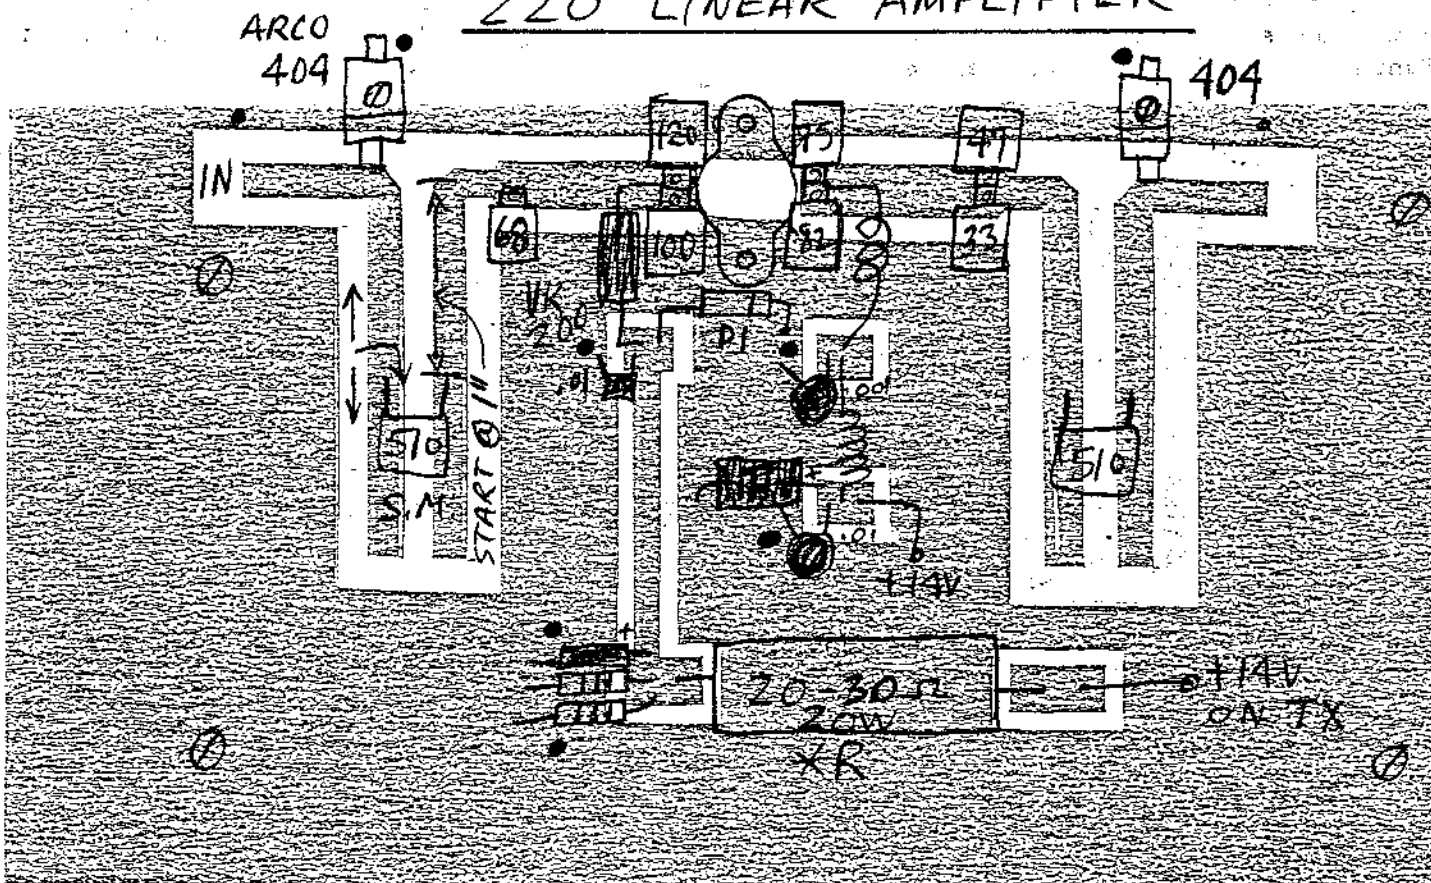 220 LINEAR AMPLIFIER
ARCO
404
404
IN
120
75
47
68
100
82
33
VK
200
D1
.01
.001
510
S.M.
START @ 1"
510
+
.01
+14V
+
20-30Ω
20W
XR
+14V
ON TX